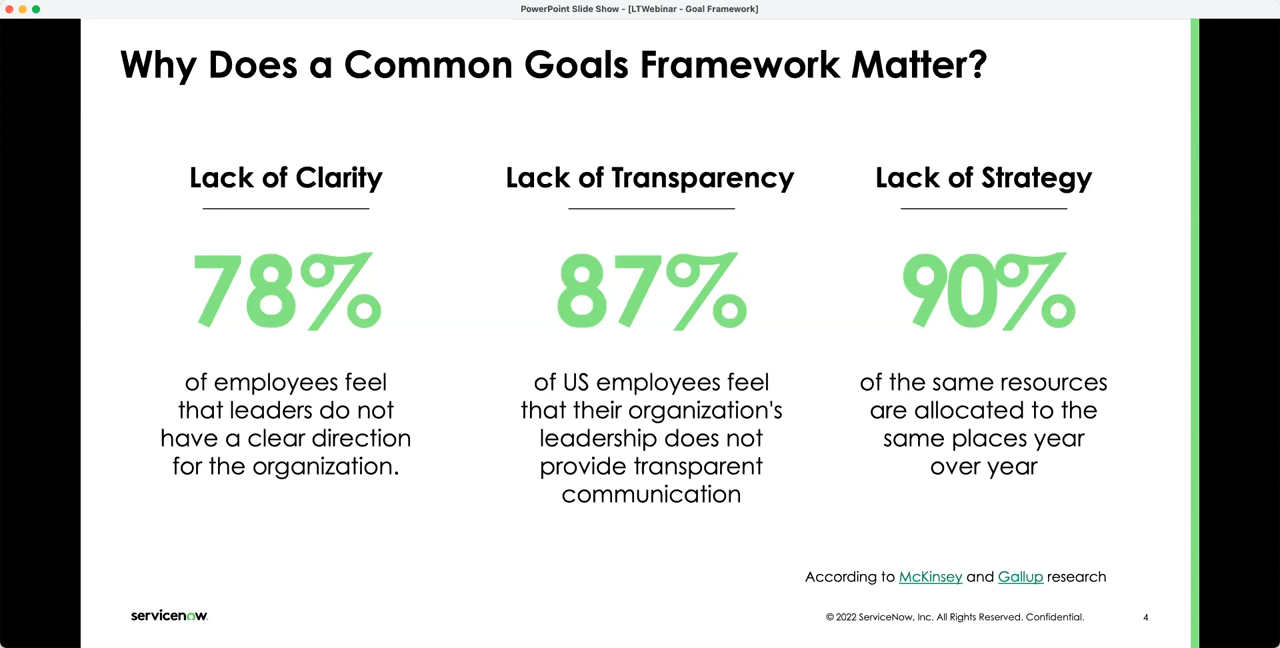 PowerPoint Slide Show - [LTWebinar - Goal Framework]
Why Does a Common Goals Framework Matter?
Lack of Clarity
78%
of employees feel
that leaders do not
have a clear direction
for the organization.
Lack of Transparency
87%
of US employees feel
that their organization's
leadership does not
provide transparent
communication
Lack of Strategy
90%
of the same resources
are allocated to the
same places year
over year
According to McKinsey and Gallup research
servicenow
© 2022 ServiceNow, Inc. All Rights Reserved. Confidential.
4